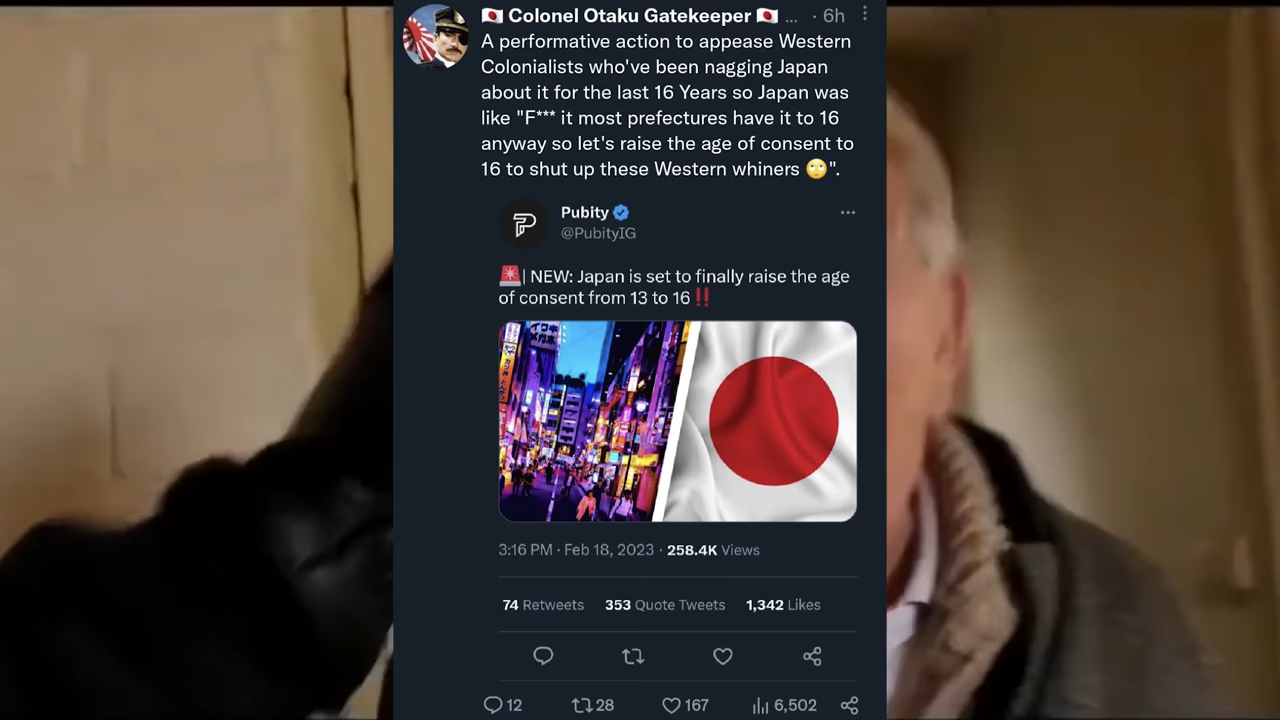 🇯🇵 Colonel Otaku Gatekeeper 🇯🇵 ... · 6h
A performative action to appease Western
Colonialists who've been nagging Japan
about it for the last 16 Years so Japan was
like "F*** it most prefectures have it to 16
anyway so let's raise the age of consent to
16 to shut up these Western whiners 🙄".
Pubity
@PubityIG
🚨| NEW: Japan is set to finally raise the age
of consent from 13 to 16 ‼️
3:16 PM · Feb 18, 2023 · 258.4K Views
74 Retweets 353 Quote Tweets 1,342 Likes
12 28 167 6,502